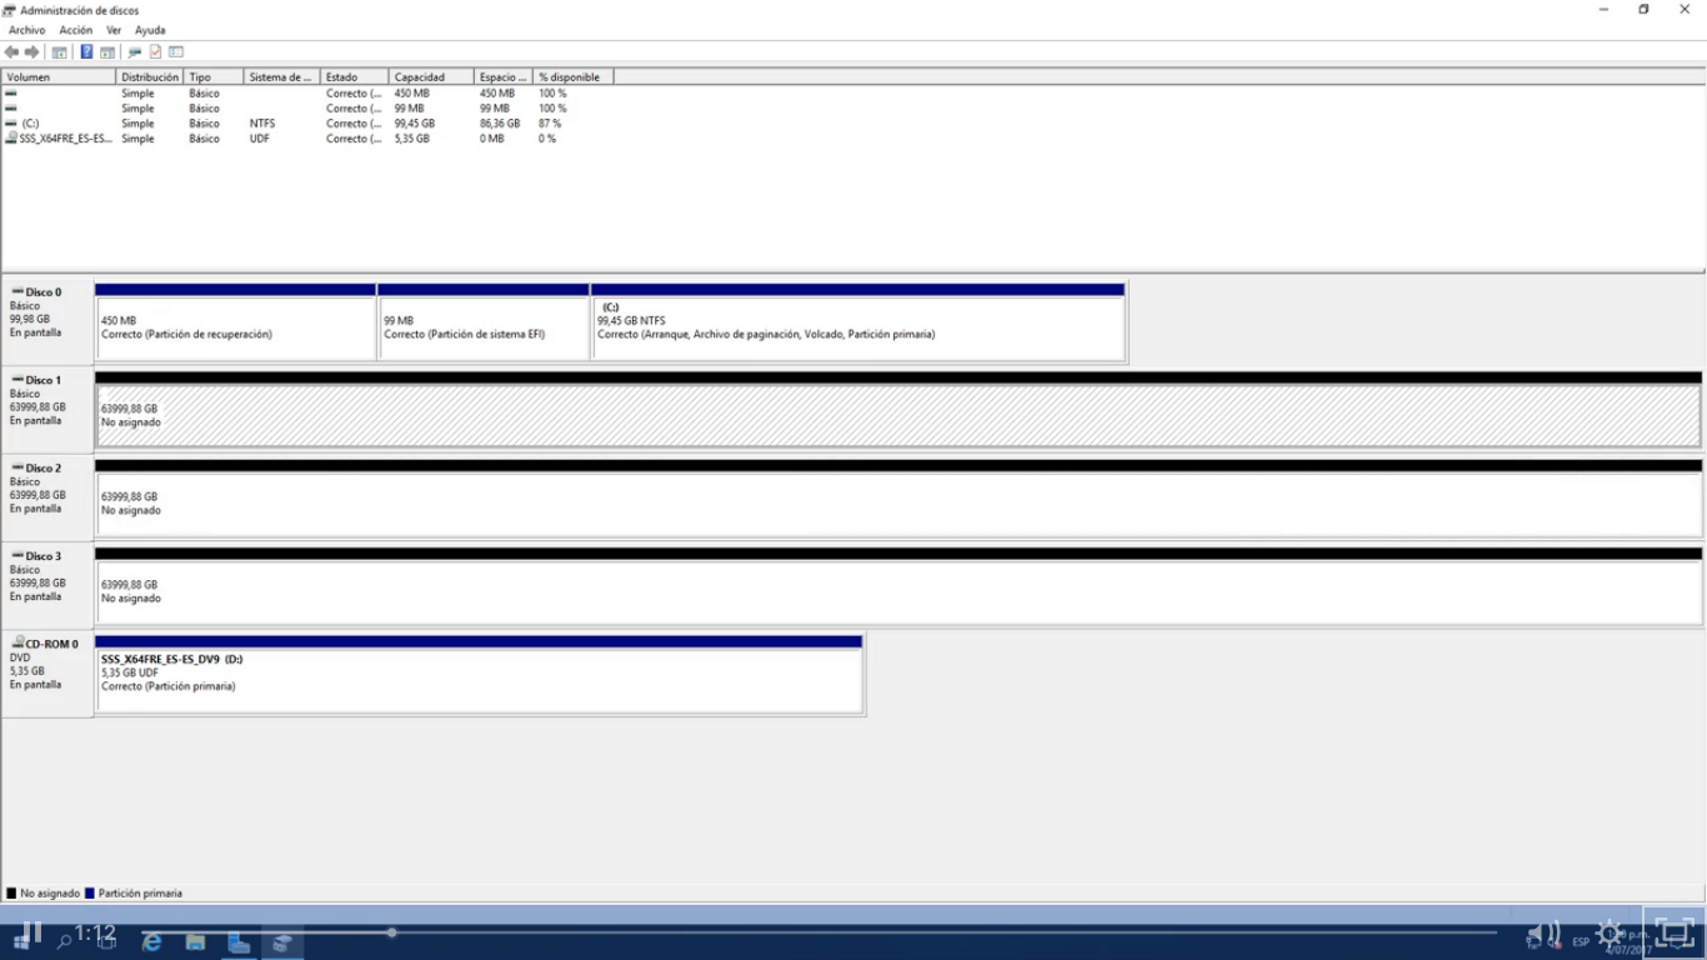 Administración de discos
Archivo Acción Ver Ayuda
Volumen Distribución Tipo Sistema de ... Estado Capacidad Espacio ... % disponible
Simple Básico Correcto (... 450 MB 450 MB 100 %
Simple Básico Correcto (... 99 MB 99 MB 100 %
(C:) Simple Básico NTFS Correcto (... 99,45 GB 86,36 GB 87 %
SSS_X64FRE_ES-ES... Simple Básico UDF Correcto (... 5,35 GB 0 MB 0 %
Disco 0
Básico
99,98 GB
En pantalla
450 MB
Correcto (Partición de recuperación)
99 MB
Correcto (Partición de sistema EFI)
(C:)
99,45 GB NTFS
Correcto (Arranque, Archivo de paginación, Volcado, Partición primaria)
Disco 1
Básico
63999,88 GB
En pantalla
63999,88 GB
No asignado
Disco 2
Básico
63999,88 GB
En pantalla
63999,88 GB
No asignado
Disco 3
Básico
63999,88 GB
En pantalla
63999,88 GB
No asignado
CD-ROM 0
DVD
5,35 GB
En pantalla
SSS_X64FRE_ES-ES_DV9 (D:)
5,35 GB UDF
Correcto (Partición primaria)
No asignado Partición primaria
1:12
ESP
p.m.